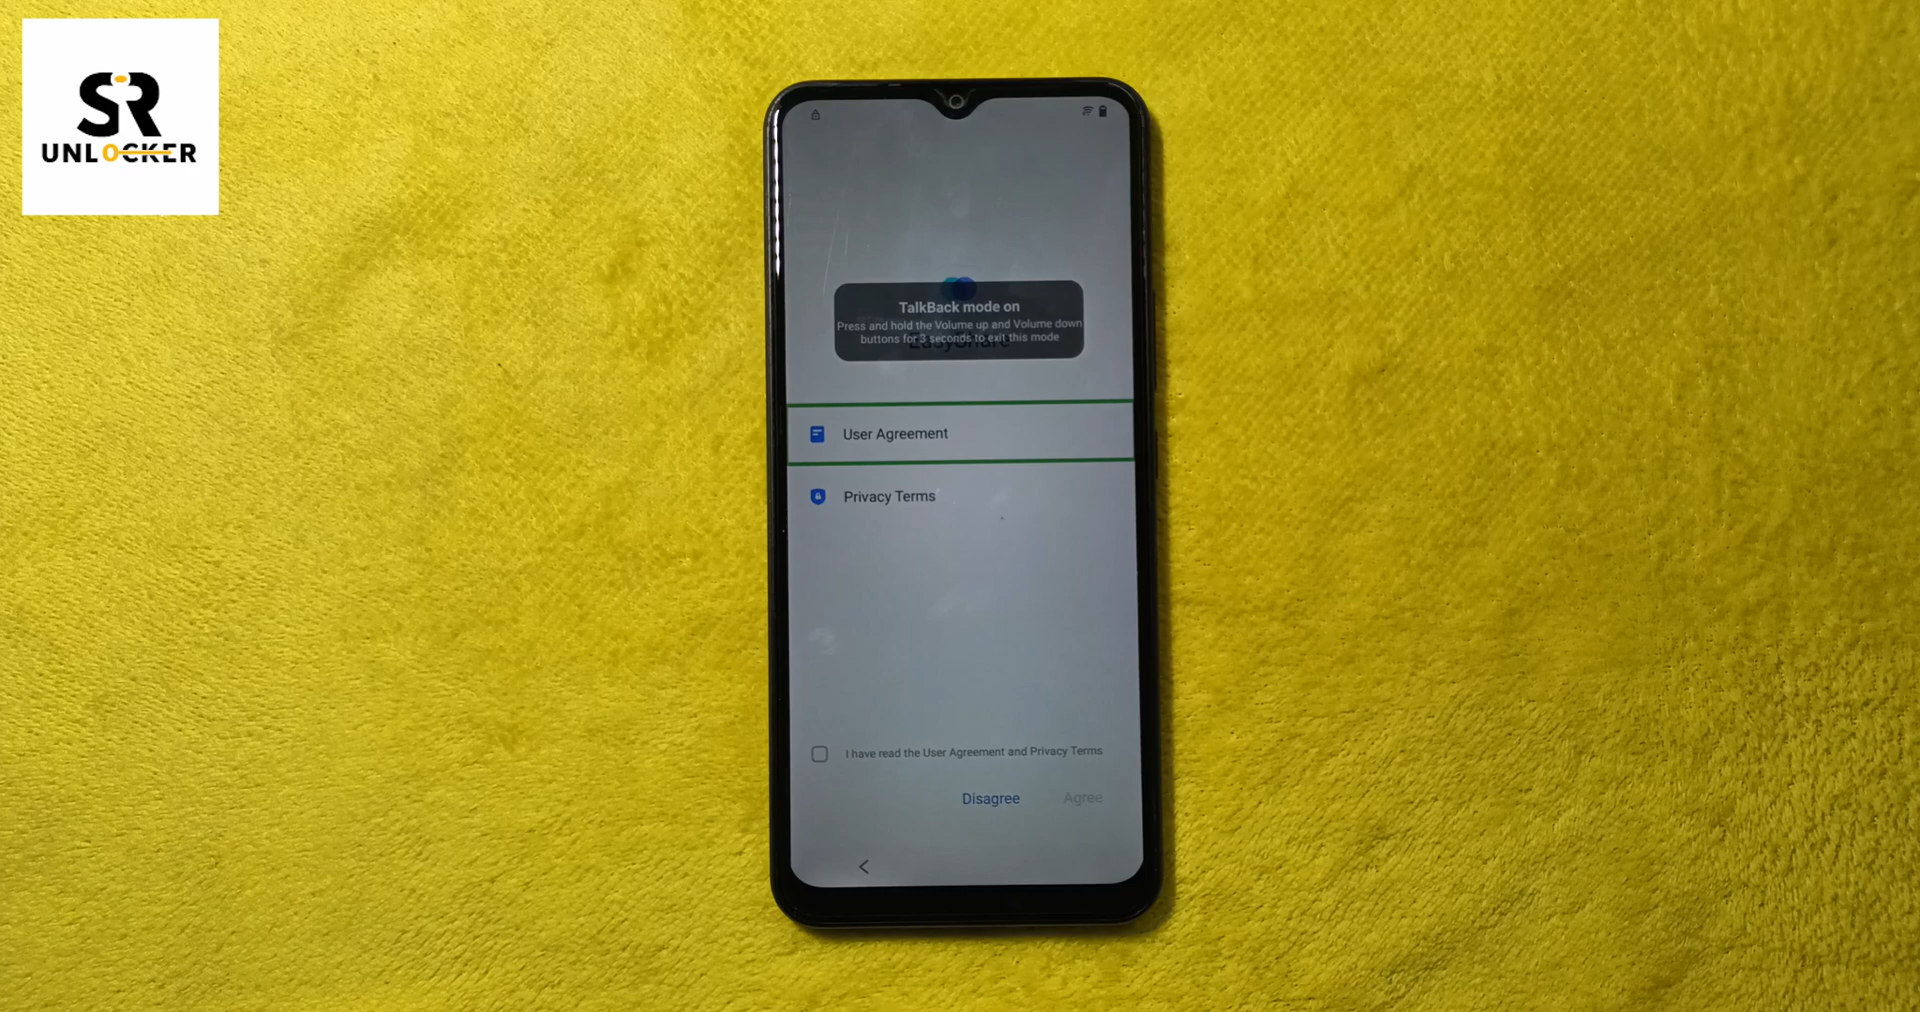 SR
UNLOCKER
TalkBack mode on
Press and hold the Volume up and Volume down
buttons for 3 seconds to exit this mode
EasyShare
User Agreement
Privacy Terms
I have read the User Agreement and Privacy Terms
Disagree
Agree